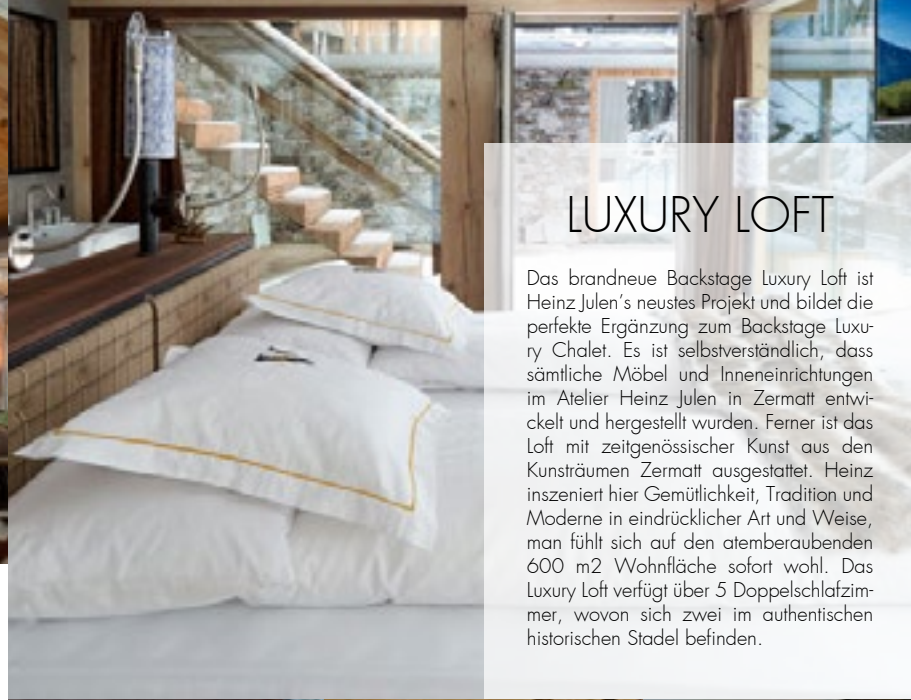 LUXURY LOFT
Das brandneue Backstage Luxury Loft ist
Heinz Julen's neustes Projekt und bildet die
perfekte Ergänzung zum Backstage Luxu-
ry Chalet. Es ist selbstverständlich, dass
sämtliche Möbel und Inneneinrichtungen
im Atelier Heinz Julen in Zermatt entwi-
ckelt und hergestellt wurden. Ferner ist das
Loft mit zeitgenössischer Kunst aus den
Kunsträumen Zermatt ausgestattet. Heinz
inszeniert hier Gemütlichkeit, Tradition und
Moderne in eindrücklicher Art und Weise,
man fühlt sich auf den atemberaubenden
600 m2 Wohnfläche sofort wohl. Das
Luxury Loft verfügt über 5 Doppelschlafzim-
mer, wovon sich zwei im authentischen
historischen Stadel befinden.